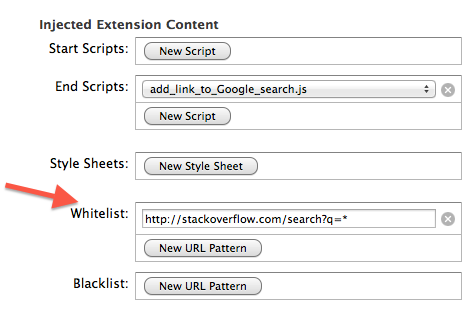 Injected Extension Content
Start Scripts: New Script
End Scripts: add_link_to_Google_search.js
New Script
Style Sheets: New Style Sheet
Whitelist: http://stackoverflow.com/search?q=*
New URL Pattern
Blacklist: New URL Pattern